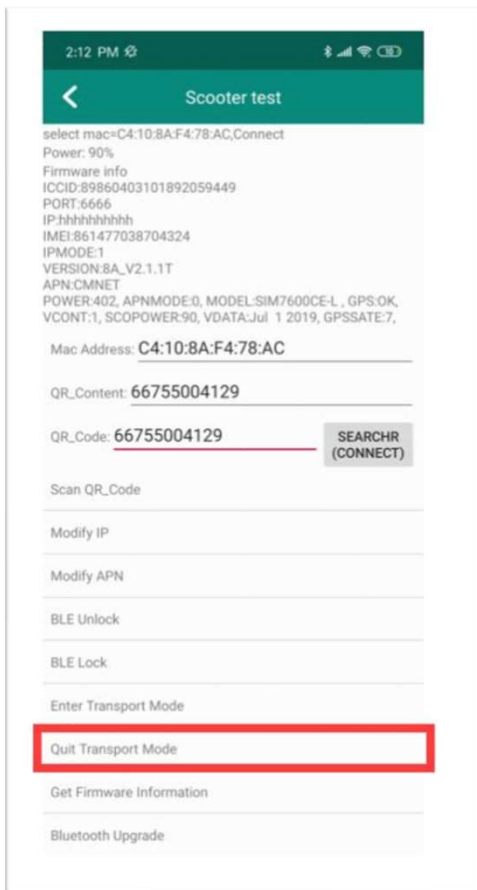 2:12 PM
Scooter test
select mac=C4:10:8A:F4:78:AC,Connect
Power: 90%
Firmware info
ICCID:89860403101892059449
PORT:6666
IP:hhhhhhhhhh
IMEI:861477038704324
IPMODE:1
VERSION:8A_V2.1.1T
APN:CMNET
POWER:402, APNMODE:0, MODEL:SIM7600CE-L , GPS:OK,
VCONT:1, SCOPOWER:90, VDATA:Jul 1 2019, GPSSATE:7,
Mac Address: C4:10:8A:F4:78:AC
QR_Content: 66755004129
QR_Code: 66755004129
SEARCHR
(CONNECT)
Scan QR_Code
Modify IP
Modify APN
BLE Unlock
BLE Lock
Enter Transport Mode
Quit Transport Mode
Get Firmware Information
Bluetooth Upgrade